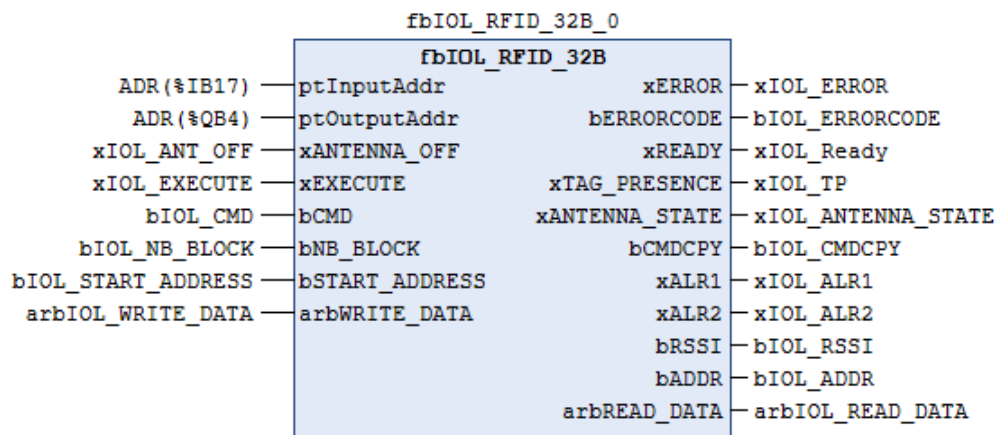 fbIOL_RFID_32B_0
fbIOL_RFID_32B
ADR(%IB17) ptInputAddr xERROR xIOL_ERROR
ADR(%QB4) ptOutputAddr bERRORCODE bIOL_ERRORCODE
xIOL_ANT_OFF xANTENNA_OFF xREADY xIOL_Ready
xIOL_EXECUTE xEXECUTE xTAG_PRESENCE xIOL_TP
bIOL_CMD bCMD xANTENNA_STATE xIOL_ANTENNA_STATE
bIOL_NB_BLOCK bNB_BLOCK bCMDCPY bIOL_CMDCPY
bIOL_START_ADDRESS bSTART_ADDRESS xALR1 xIOL_ALR1
arbIOL_WRITE_DATA arbWRITE_DATA xALR2 xIOL_ALR2
bRSSI bIOL_RSSI
bADDR bIOL_ADDR
arbREAD_DATA arbIOL_READ_DATA